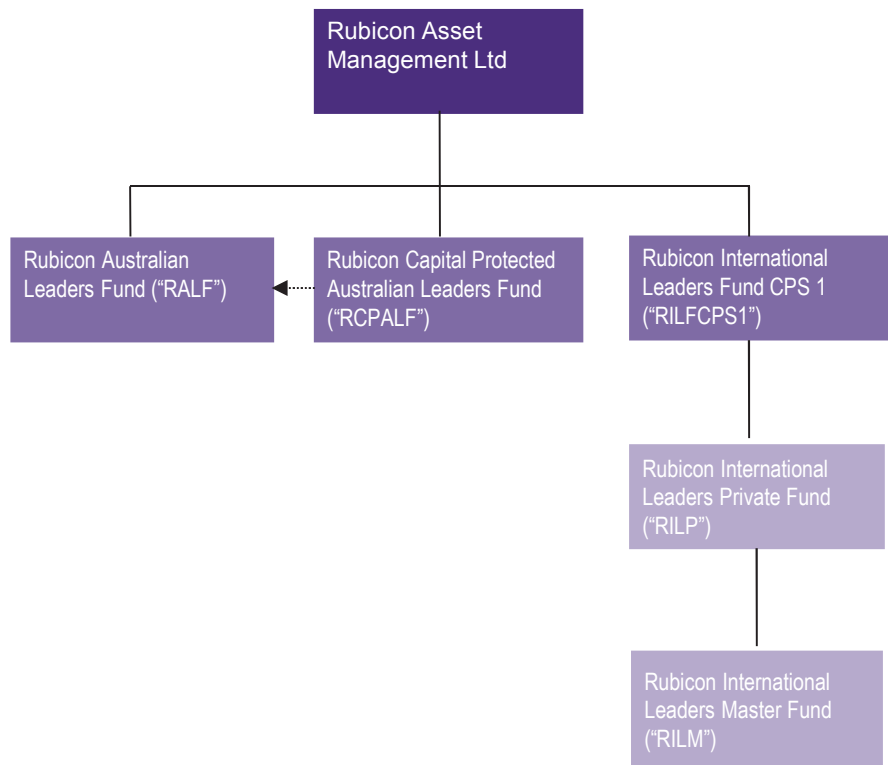 Rubicon Asset
Management Ltd
Rubicon Australian
Leaders Fund (“RALF”)
Rubicon Capital Protected
Australian Leaders Fund
(“RCPALF”)
Rubicon International
Leaders Fund CPS 1
(“RILFCPS1”)
Rubicon International
Leaders Private Fund
(“RILP”)
Rubicon International
Leaders Master Fund
(“RILM”)